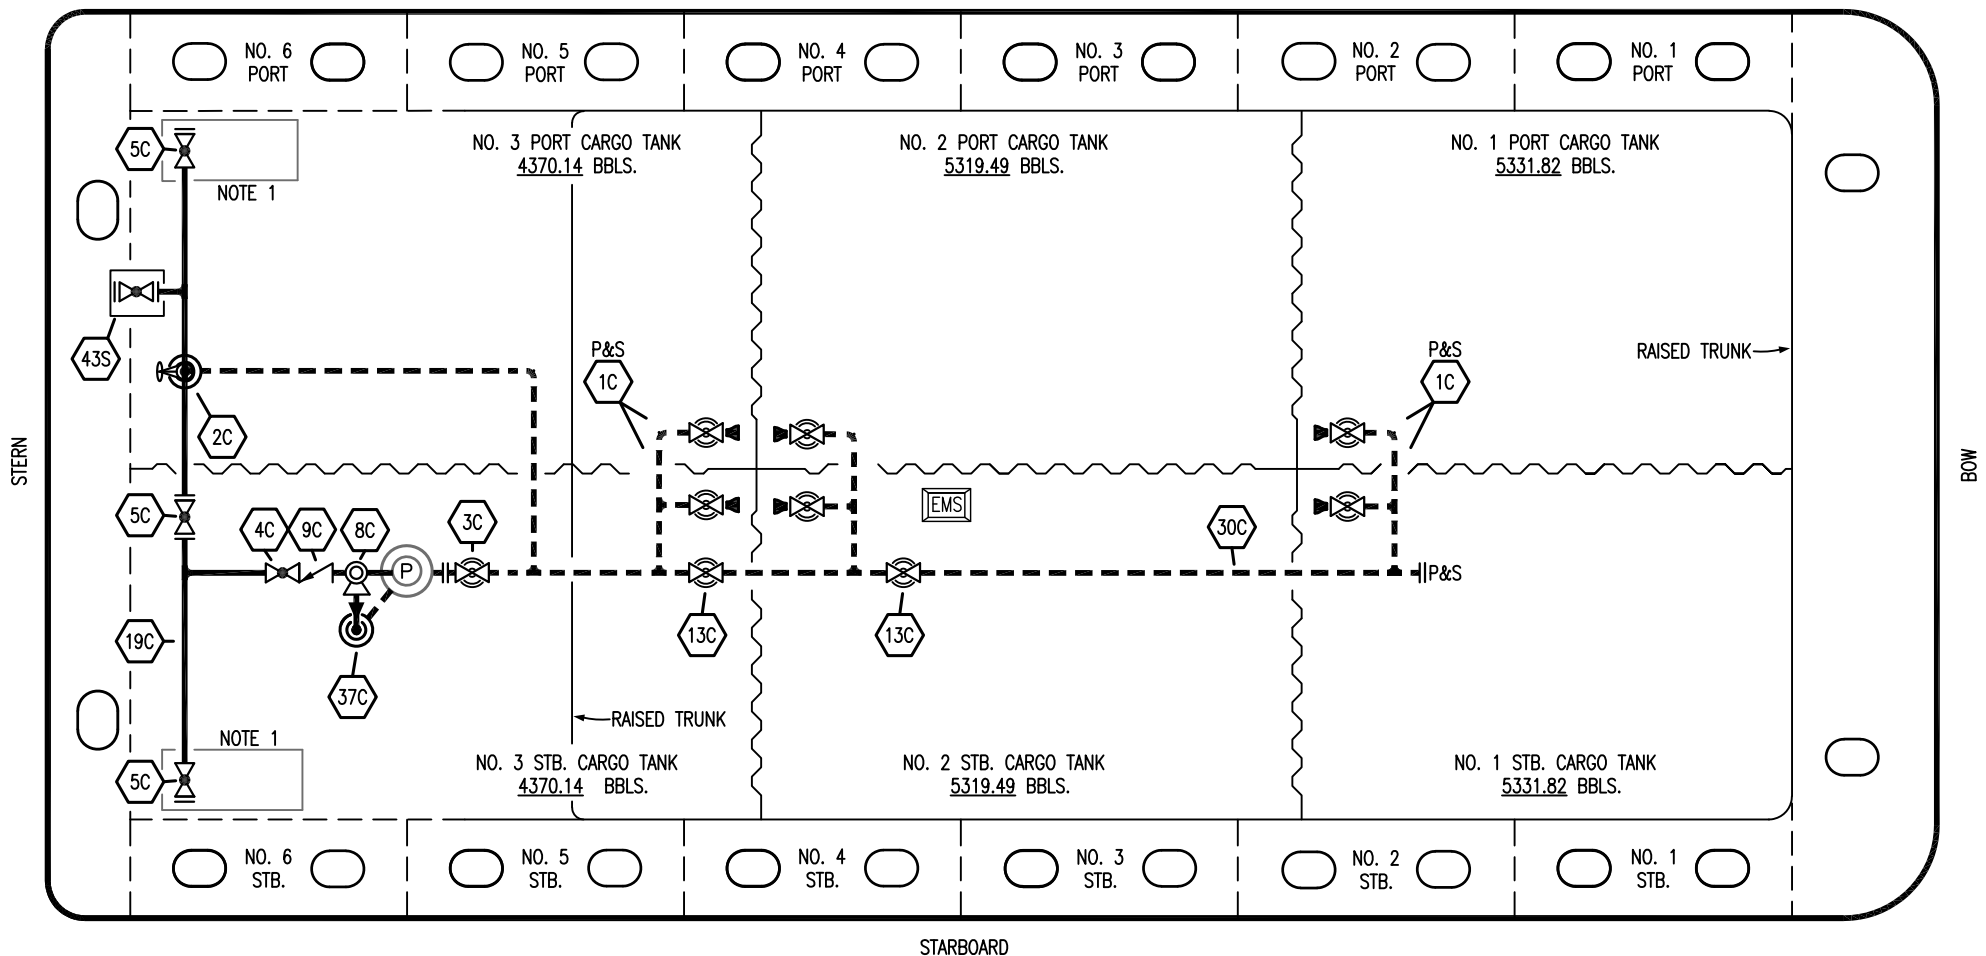 NO. 6
PORT
NO. 5
PORT
NO. 4
PORT
NO. 3
PORT
NO. 2
PORT
NO. 1
PORT
5C
NOTE 1
NO. 3 PORT CARGO TANK
4370.14 BBLS.
NO. 2 PORT CARGO TANK
5319.49 BBLS.
NO. 1 PORT CARGO TANK
5331.82 BBLS.
43S
P&S
1C
P&S
1C
RAISED TRUNK
2C
STERN
BOW
5C
4C
9C
8C
3C
EMS
30C
P
P&S
19C
13C
13C
37C
RAISED TRUNK
NOTE 1
5C
NO. 3 STB. CARGO TANK
4370.14 BBLS.
NO. 2 STB. CARGO TANK
5319.49 BBLS.
NO. 1 STB. CARGO TANK
5331.82 BBLS.
NO. 6
STB.
NO. 5
STB.
NO. 4
STB.
NO. 3
STB.
NO. 2
STB.
NO. 1
STB.
STARBOARD